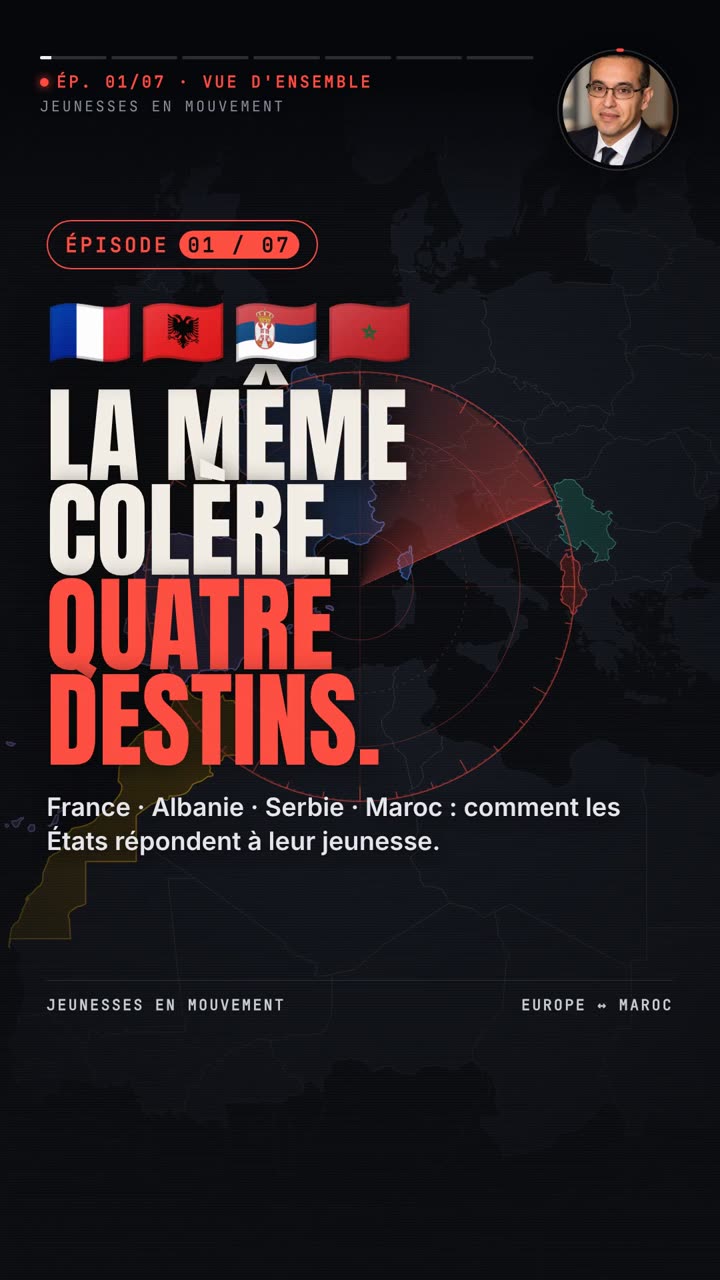 ÉP. 01/07 · VUE D'ENSEMBLE
JEUNESSES EN MOUVEMENT
ÉPISODE 01 / 07
LA MÊME
COLÈRE.
QUATRE
DESTINS.
France · Albanie · Serbie · Maroc : comment les
États répondent à leur jeunesse.
JEUNESSES EN MOUVEMENT
EUROPE ↔ MAROC